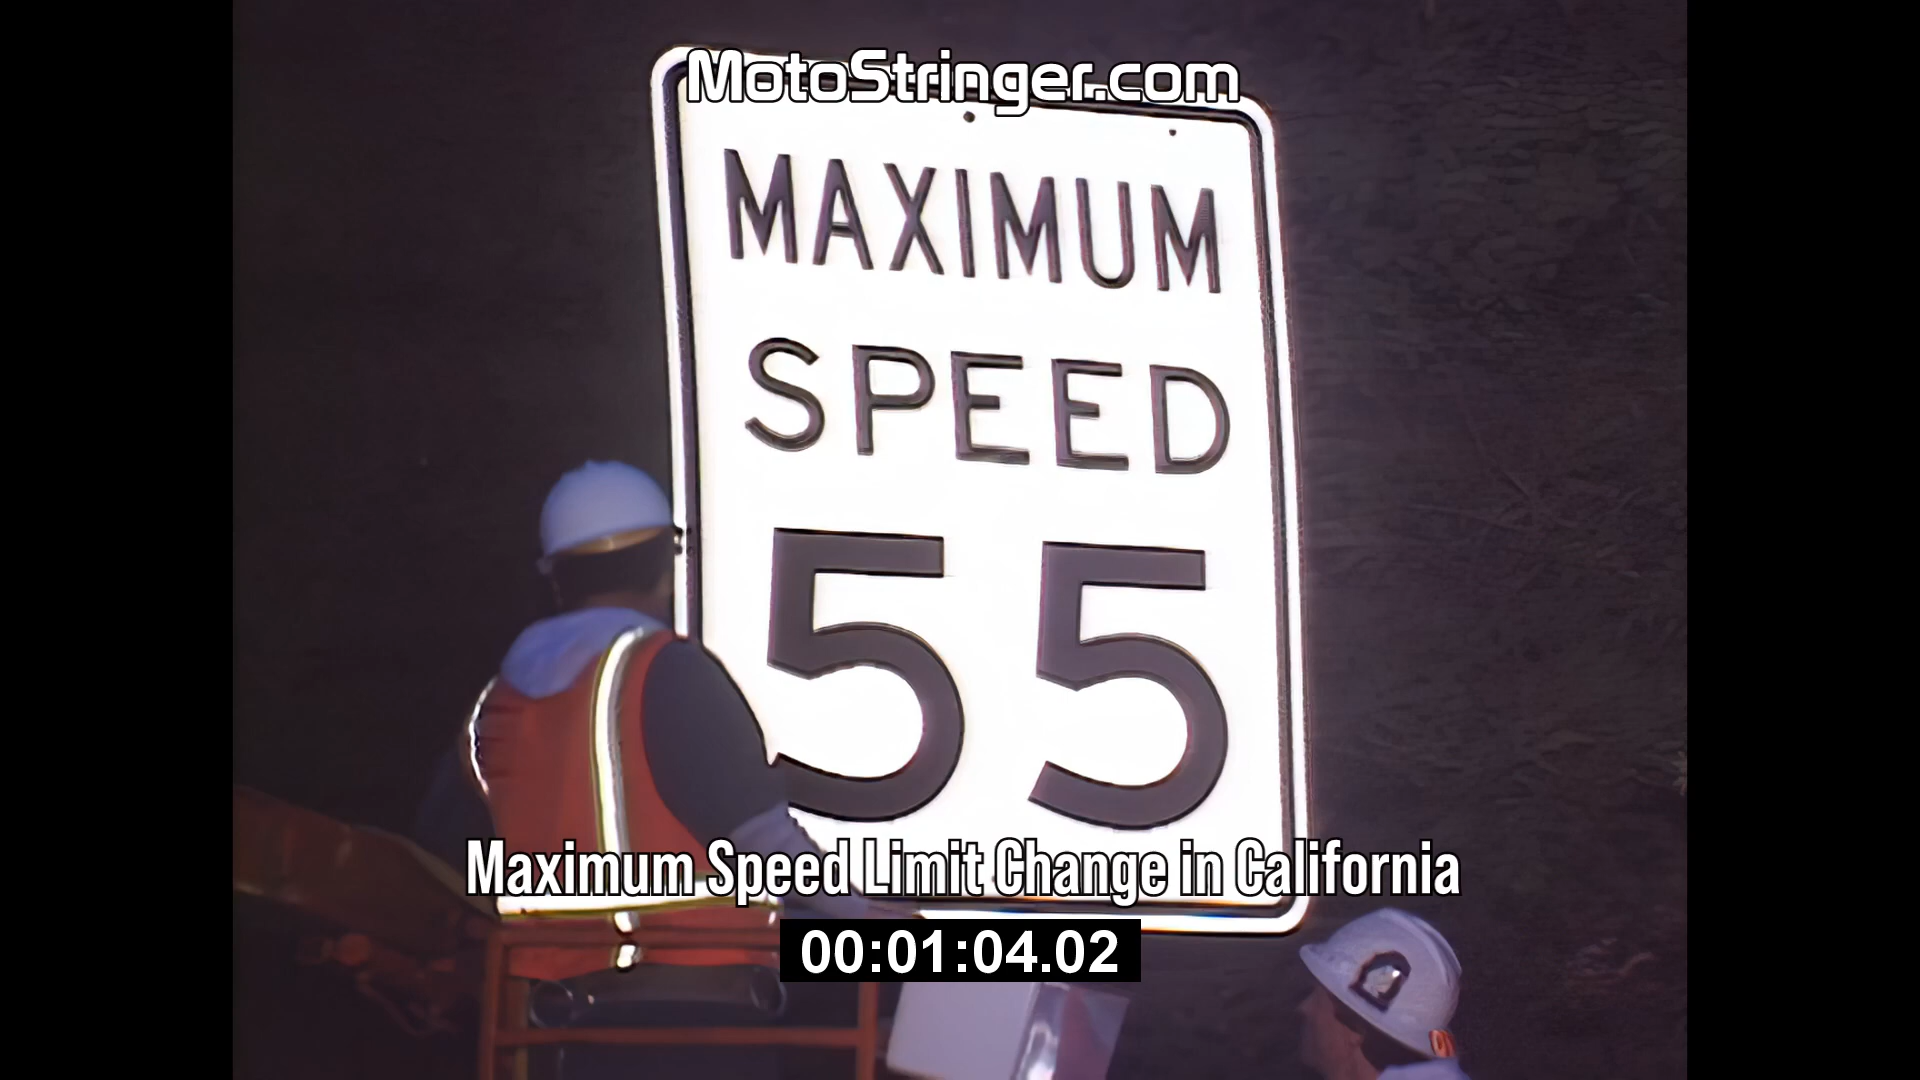 MotoStringer.com
MAXIMUM
SPEED
55
Maximum Speed Limit Change in California
00:01:04.02